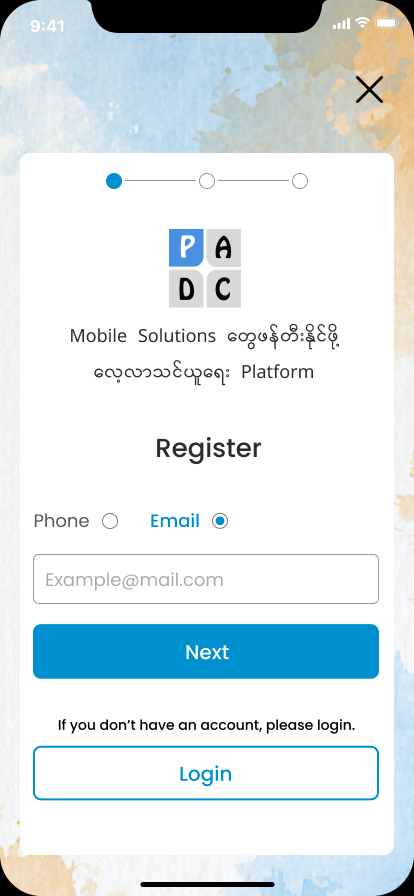 9:41
P A
D C
Mobile Solutions တွေဖန်တီးနိုင်ဖို့
လေ့လာသင်ယူရေး Platform
Register
Phone Email
Example@mail.com
Next
If you don’t have an account, please login.
Login